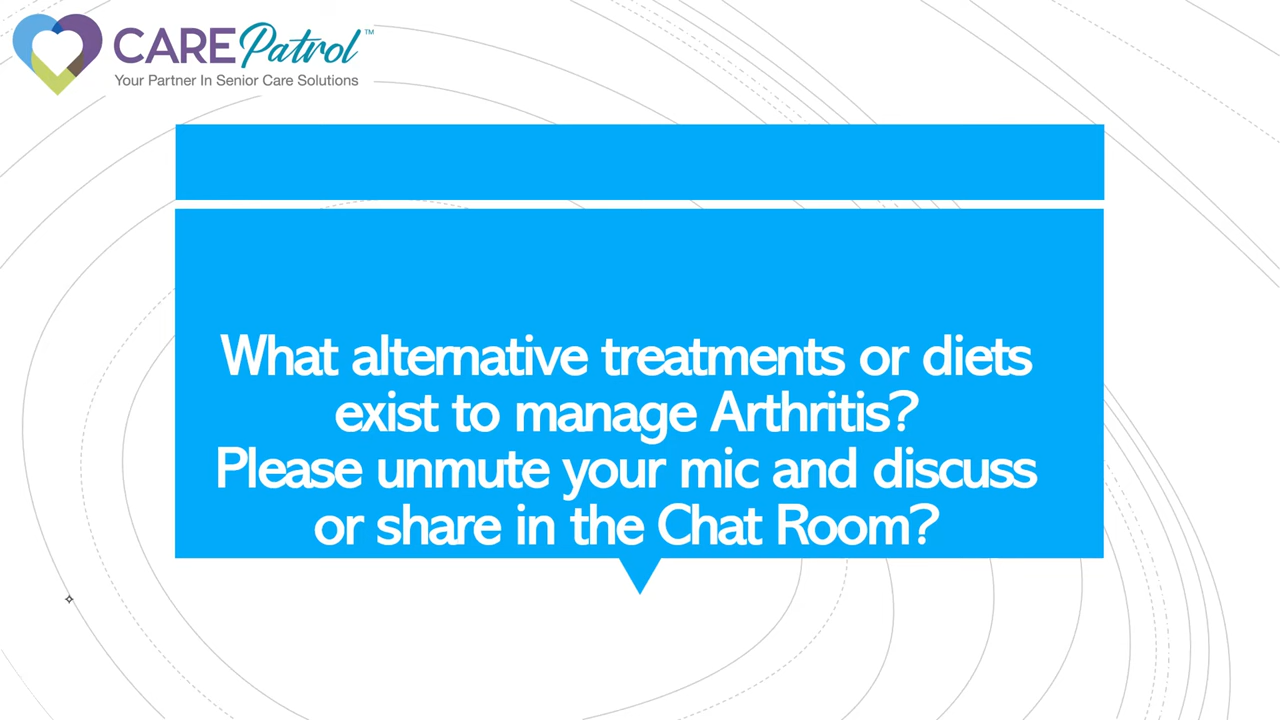 CAREPatrol™
Your Partner In Senior Care Solutions
What alternative treatments or diets
exist to manage Arthritis?
Please unmute your mic and discuss
or share in the Chat Room?